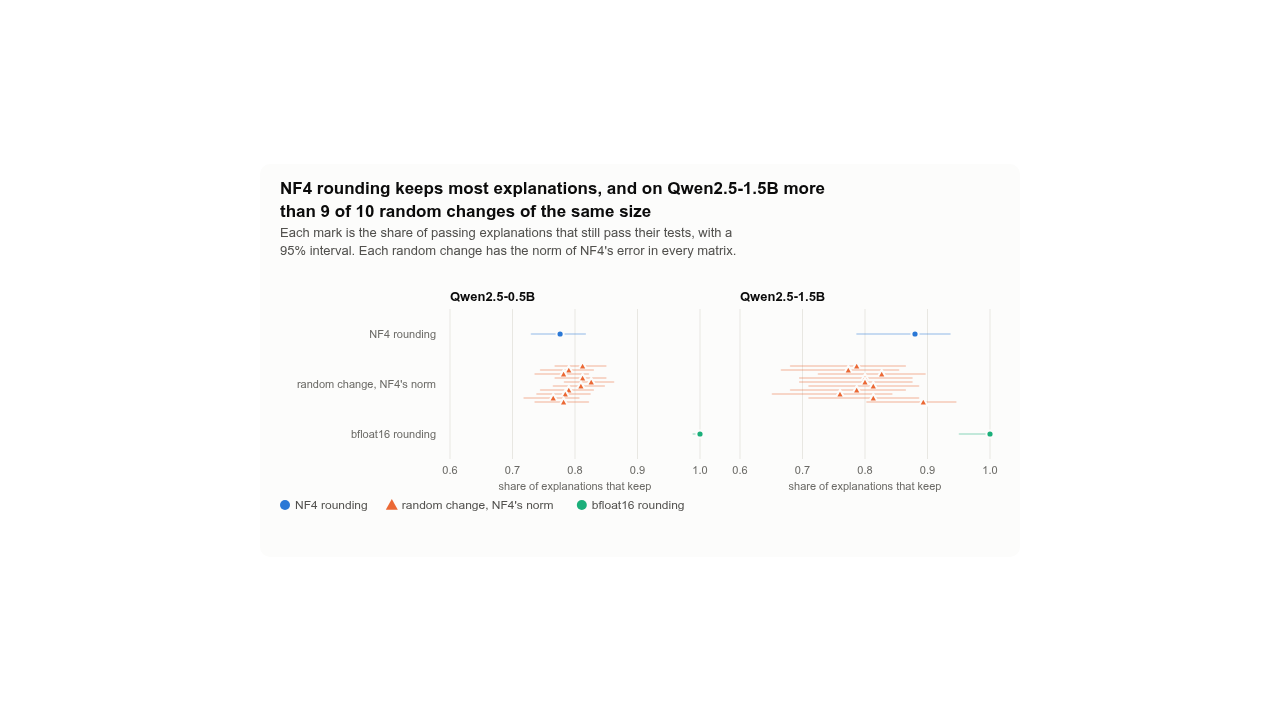 NF4 rounding keeps most explanations, and on Qwen2.5-1.5B more
than 9 of 10 random changes of the same size
Each mark is the share of passing explanations that still pass their tests, with a
95% interval. Each random change has the norm of NF4's error in every matrix.
Qwen2.5-0.5B
Qwen2.5-1.5B
NF4 rounding
random change, NF4's norm
bfloat16 rounding
0.6 0.7 0.8 0.9 1.0 0.6 0.7 0.8 0.9 1.0
share of explanations that keep
share of explanations that keep
NF4 rounding random change, NF4's norm bfloat16 rounding